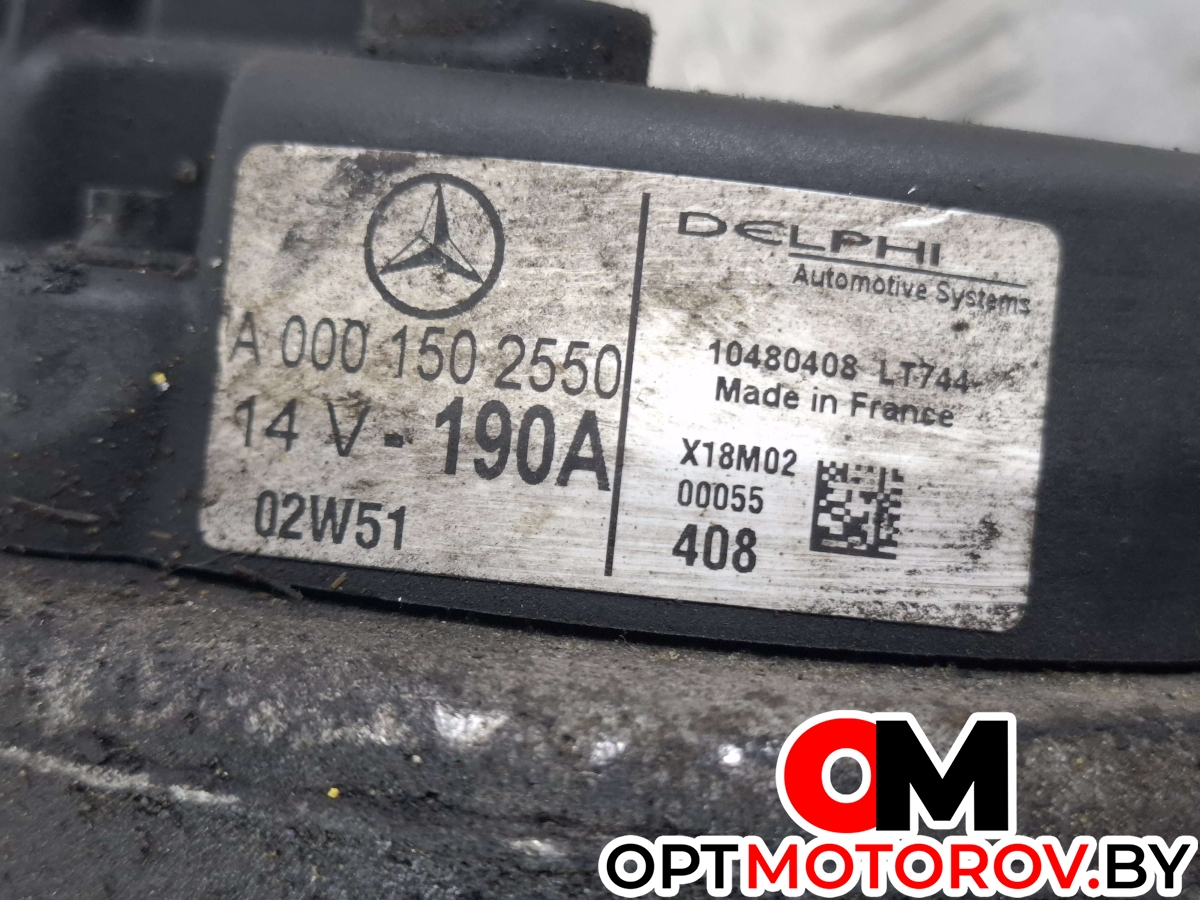 A 000 150 2550
14 V - 190A
02W51
DELPHI
Automotive Systems
10480408 LT744
Made in France
X18M02
00055
408
OM
OPTMOTOROV.BY